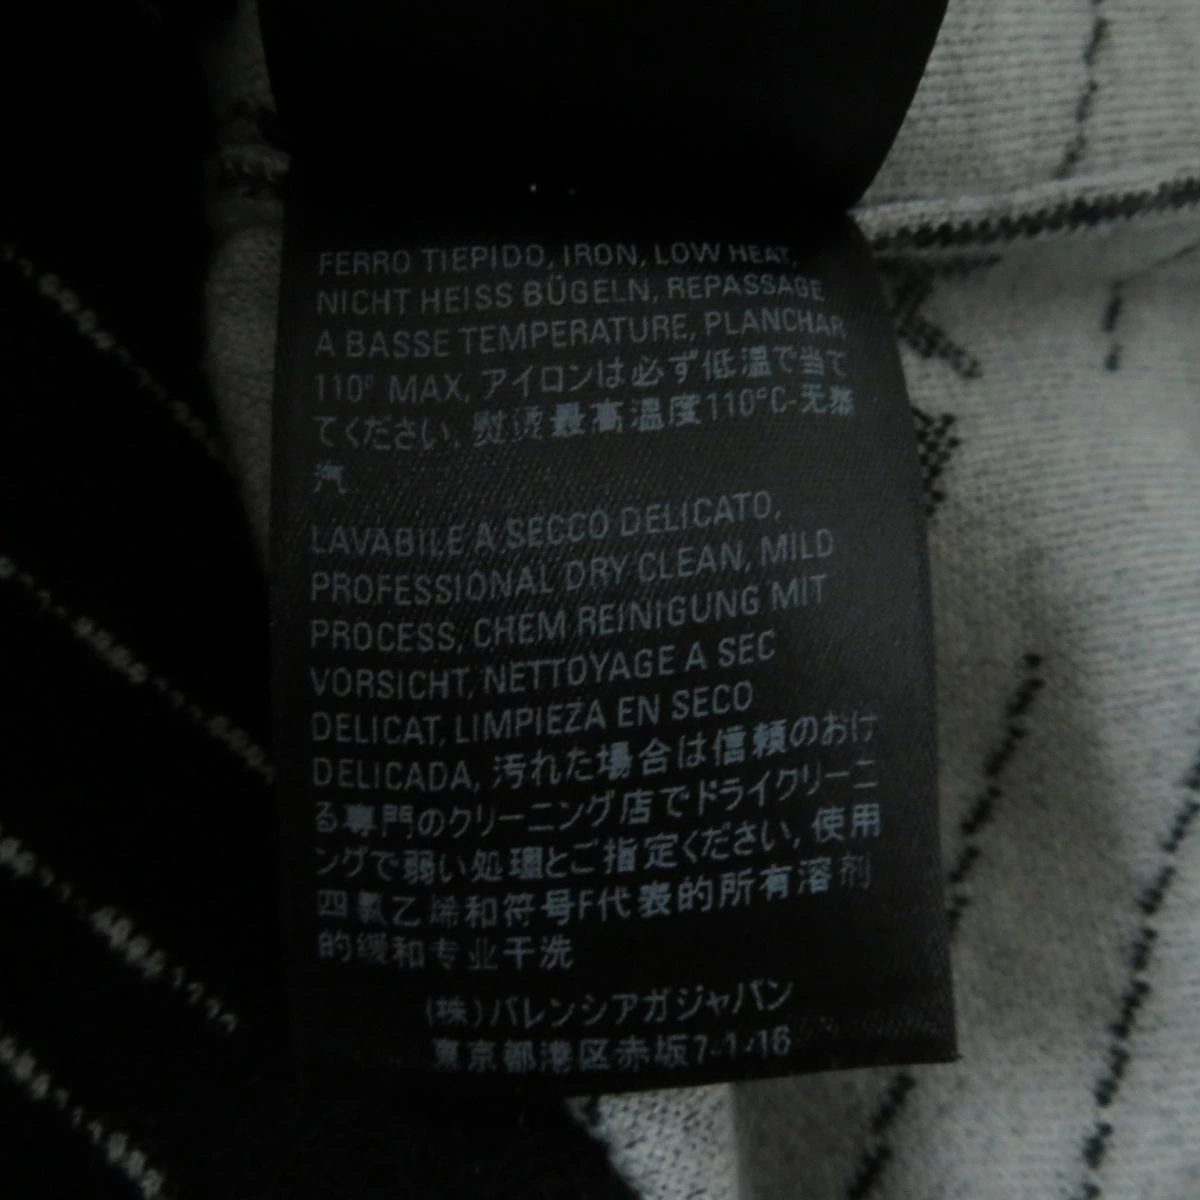 FERRO TIEPIDO, IRON, LOW HEAT,
NICHT HEISS BÜGELN, REPASSAGE
A BASSE TEMPERATURE, PLANCHAR
110° MAX, アイロンは必ず低温で当て
てください, 熨烫最高温度110°C-无蒸
汽
LAVABILE A SECCO DELICATO,
PROFESSIONAL DRY CLEAN, MILD
PROCESS, CHEM REINIGUNG MIT
VORSICHT, NETTOYAGE A SEC
DELICAT, LIMPIEZA EN SECO
DELICADA, 汚れた場合は信頼のおけ
る専門のクリーニング店でドライクリーニ
ングで弱い処理とご指定ください, 使用
四氯乙烯和符号F代表的所有溶剂
的缓和专业干洗
(株)バレンシアガジャパン
東京都港区赤坂7-1-16